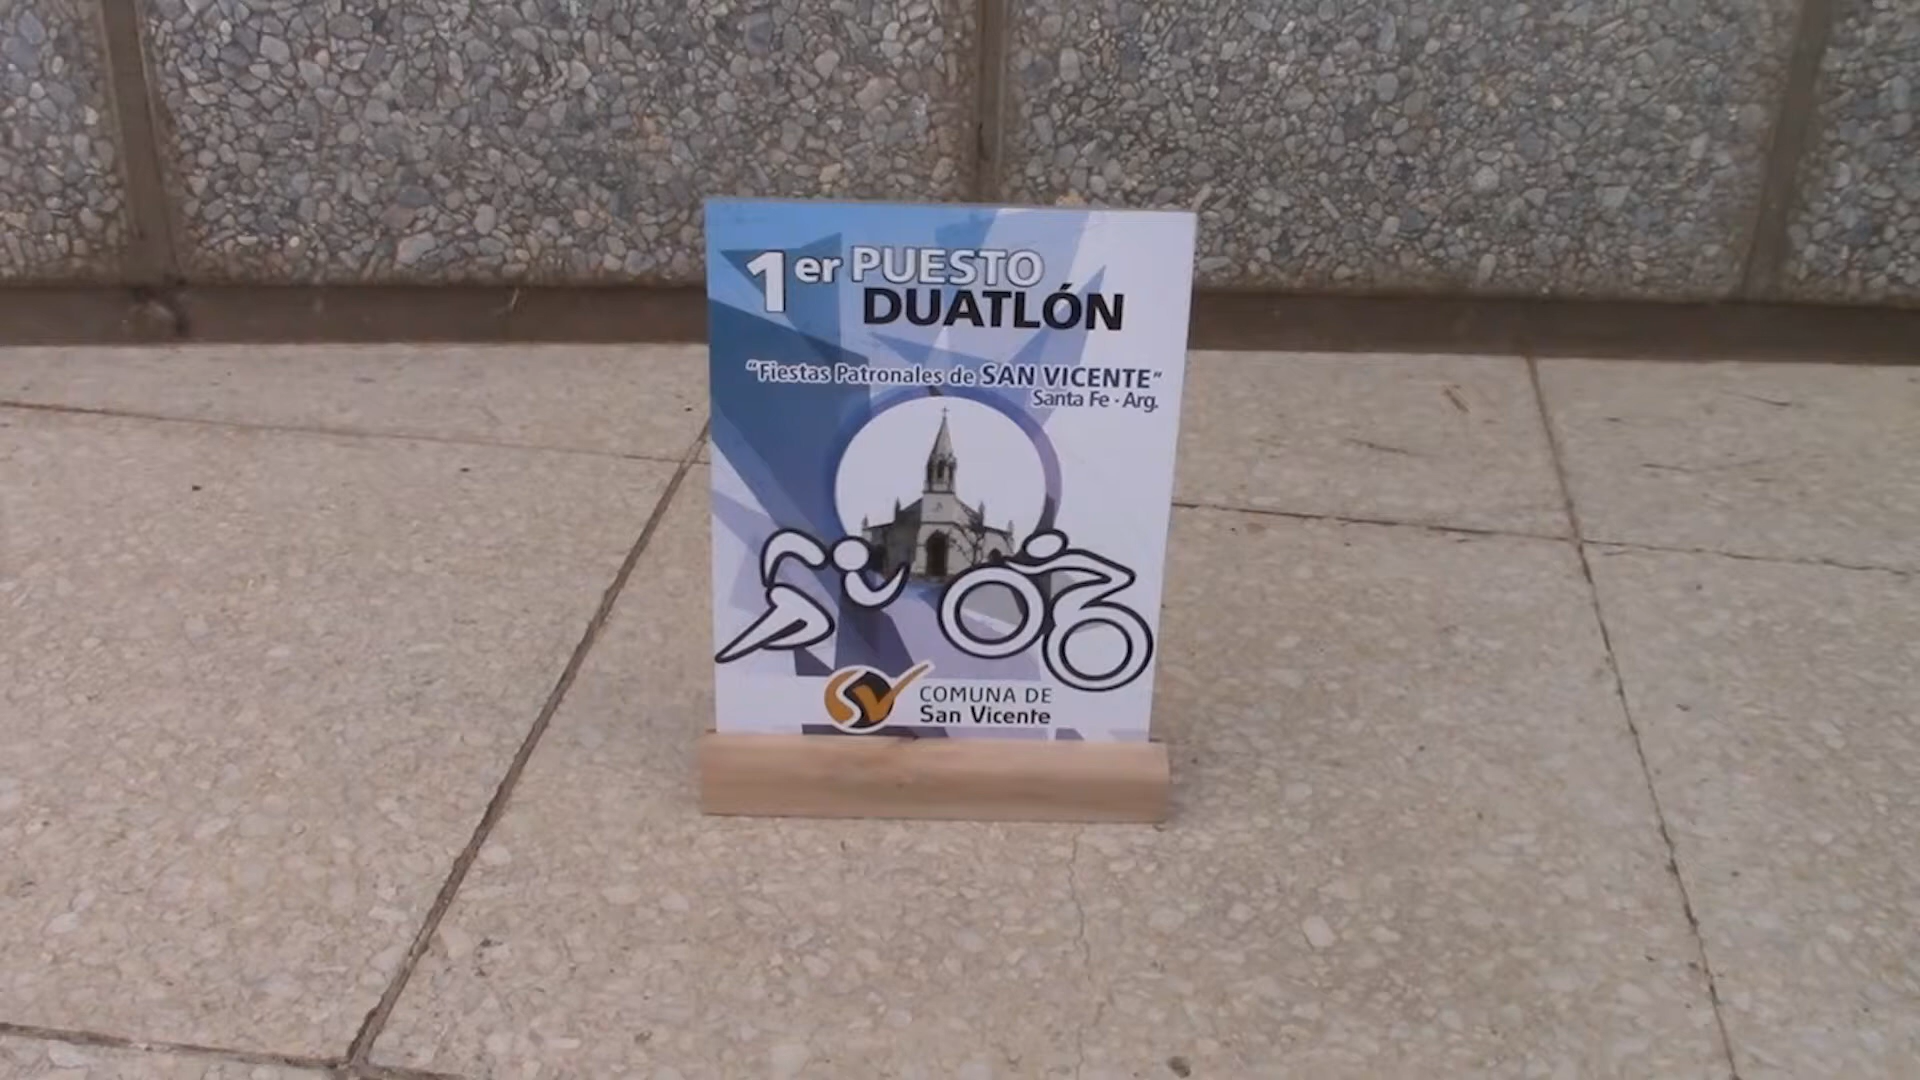 1er PUESTO
DUATLÓN
"Fiestas Patronales de SAN VICENTE"
Santa Fe - Arg.
SV
COMUNA DE
San Vicente